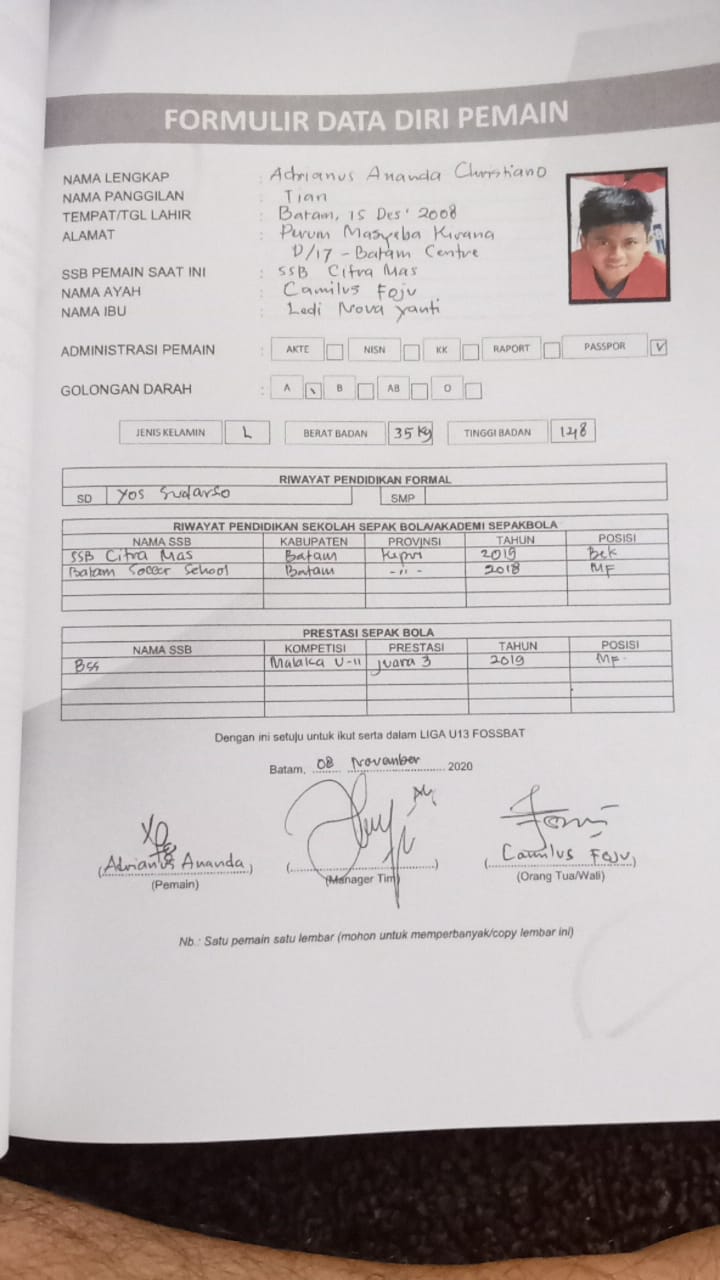 FORMULIR DATA DIRI PEMAIN
NAMA LENGKAP : Adrianus Ananda Christiano
NAMA PANGGILAN : Tian
TEMPAT/TGL LAHIR : Batam, 15 Des' 2008
ALAMAT : Perum Masyeba Kirana
D/17 - Batam Centre
SSB PEMAIN SAAT INI : SSB Citra Mas
NAMA AYAH : Camilus Foju
NAMA IBU : Ledi Nova Yanti
ADMINISTRASI PEMAIN : AKTE NISN KK RAPORT PASSPOR V
GOLONGAN DARAH : A B AB O
JENIS KELAMIN L BERAT BADAN 35 Kg TINGGI BADAN 148
RIWAYAT PENDIDIKAN FORMAL
SD Yos Sudarso SMP
RIWAYAT PENDIDIKAN SEKOLAH SEPAK BOLA/AKADEMI SEPAKBOLA
NAMA SSB KABUPATEN PROVINSI TAHUN POSISI
SSB Citra Mas Batam Kepri 2019 Bek
Batam Soccer School Batam -11- 2018 MF
PRESTASI SEPAK BOLA
NAMA SSB KOMPETISI PRESTASI TAHUN POSISI
BSS Malaka U-11 Juara 3 2019 MF
Dengan ini setuju untuk ikut serta dalam LIGA U13 FOSSBAT
Batam, 08 November 2020
(Adrianus Ananda) (Camilus Foju)
(Pemain) (Manager Tim) (Orang Tua/Wali)
Nb.: Satu pemain satu lembar (mohon untuk memperbanyak/copy lembar ini)